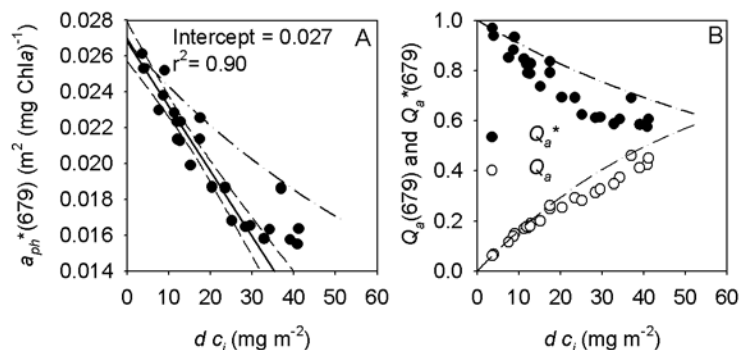 0.028
0.026
0.024
0.022
0.020
0.018
0.016
0.014
a_ph*(679) (m² (mg Chla)⁻¹)
Intercept = 0.027
r²= 0.90
A
0 10 20 30 40 50 60
d c_i (mg m⁻²)
1.0
0.8
0.6
0.4
0.2
0.0
Q_a(679) and Q_a*(679)
B
Q_a*
Q_a
0 10 20 30 40 50 60
d c_i (mg m⁻²)